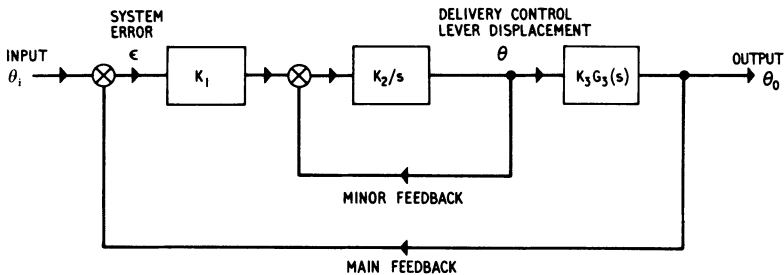 SYSTEM
ERROR
DELIVERY CONTROL
LEVER DISPLACEMENT
INPUT
θi
ϵ
K1
K2/s
θ
K3G3(s)
OUTPUT
θ0
MINOR FEEDBACK
MAIN FEEDBACK